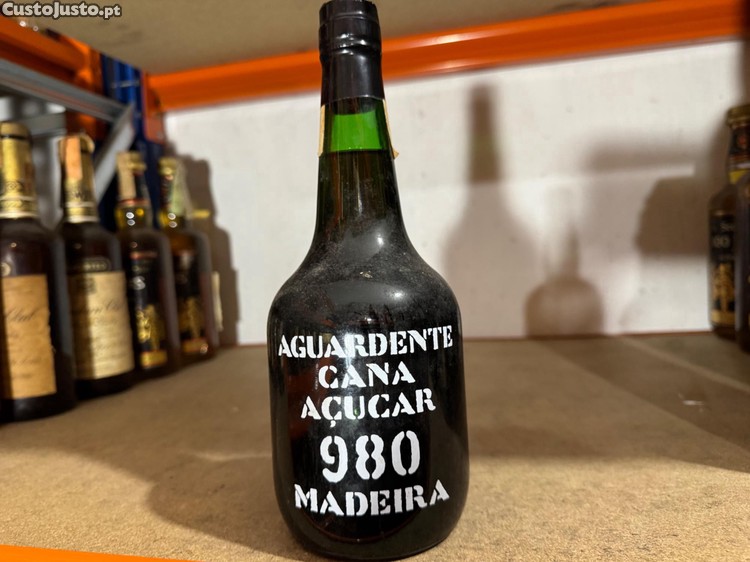 CustoJusto.pt
AGUARDENTE
CANA
AÇUCAR
980
MADEIRA